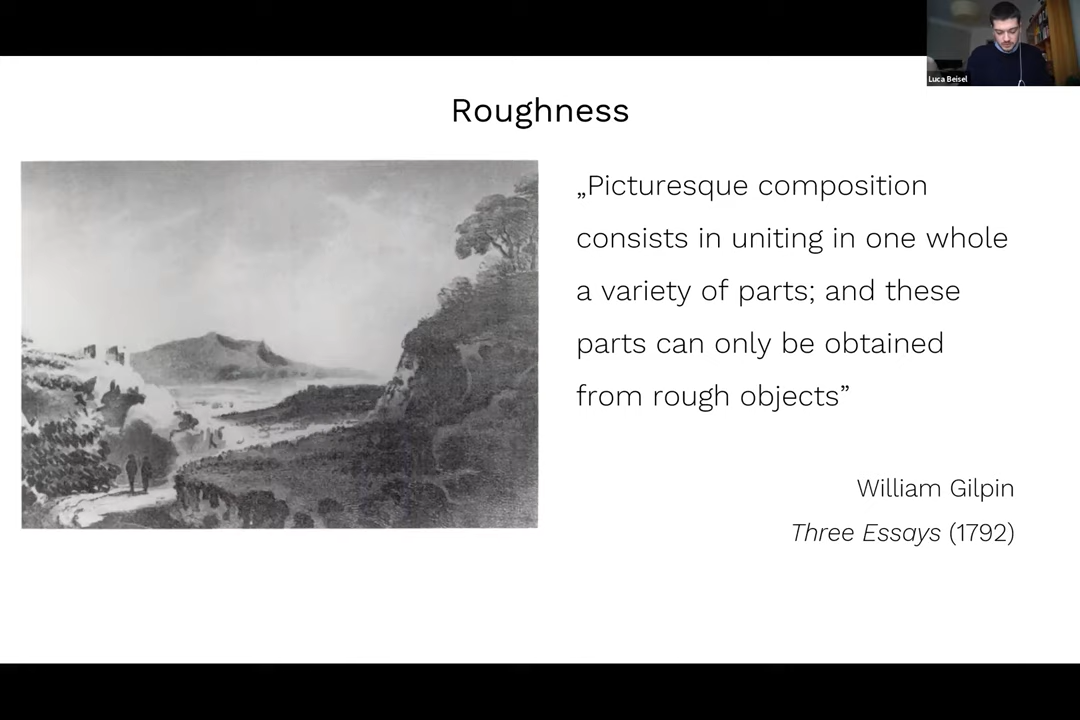 Luca Beisel
Roughness
„Picturesque composition
consists in uniting in one whole
a variety of parts; and these
parts can only be obtained
from rough objects”
William Gilpin
Three Essays (1792)